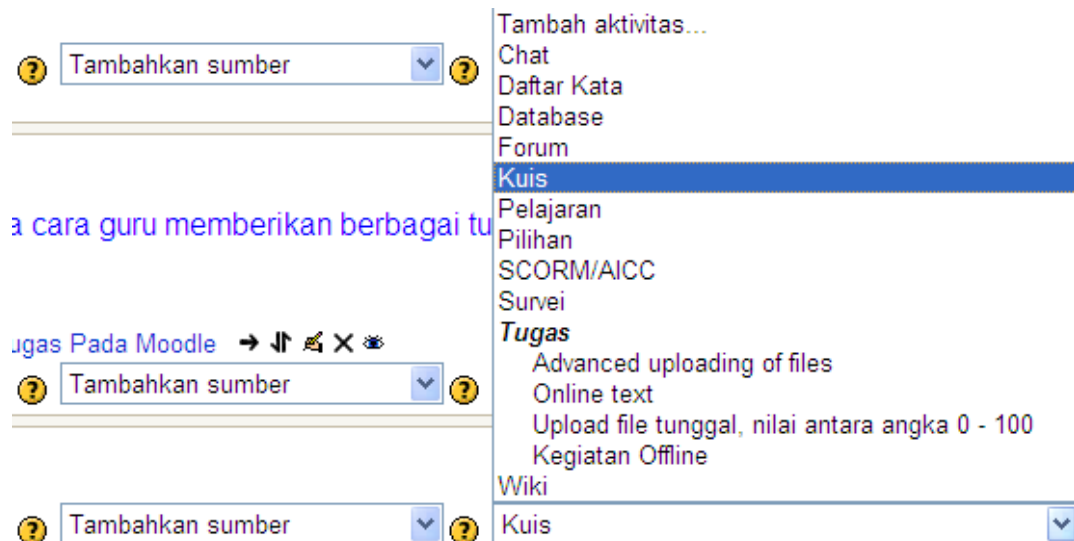 Tambah aktivitas...
Tambahkan sumber
Chat
Daftar Kata
Database
Forum
Kuis
a cara guru memberikan berbagai tu
Pelajaran
Pilihan
SCORM/AICC
Survei
Tugas
ugas Pada Moodle
Advanced uploading of files
Tambahkan sumber
Online text
Upload file tunggal, nilai antara angka 0 - 100
Kegiatan Offline
Wiki
Tambahkan sumber
Kuis